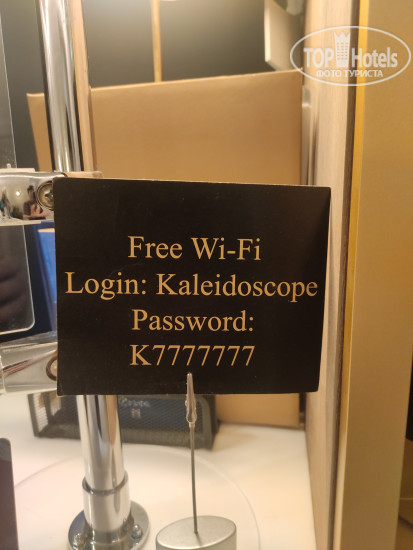 TOP Hotels
ФОТО ТУРИСТА
Free Wi-Fi
Login: Kaleidoscope
Password:
K7777777